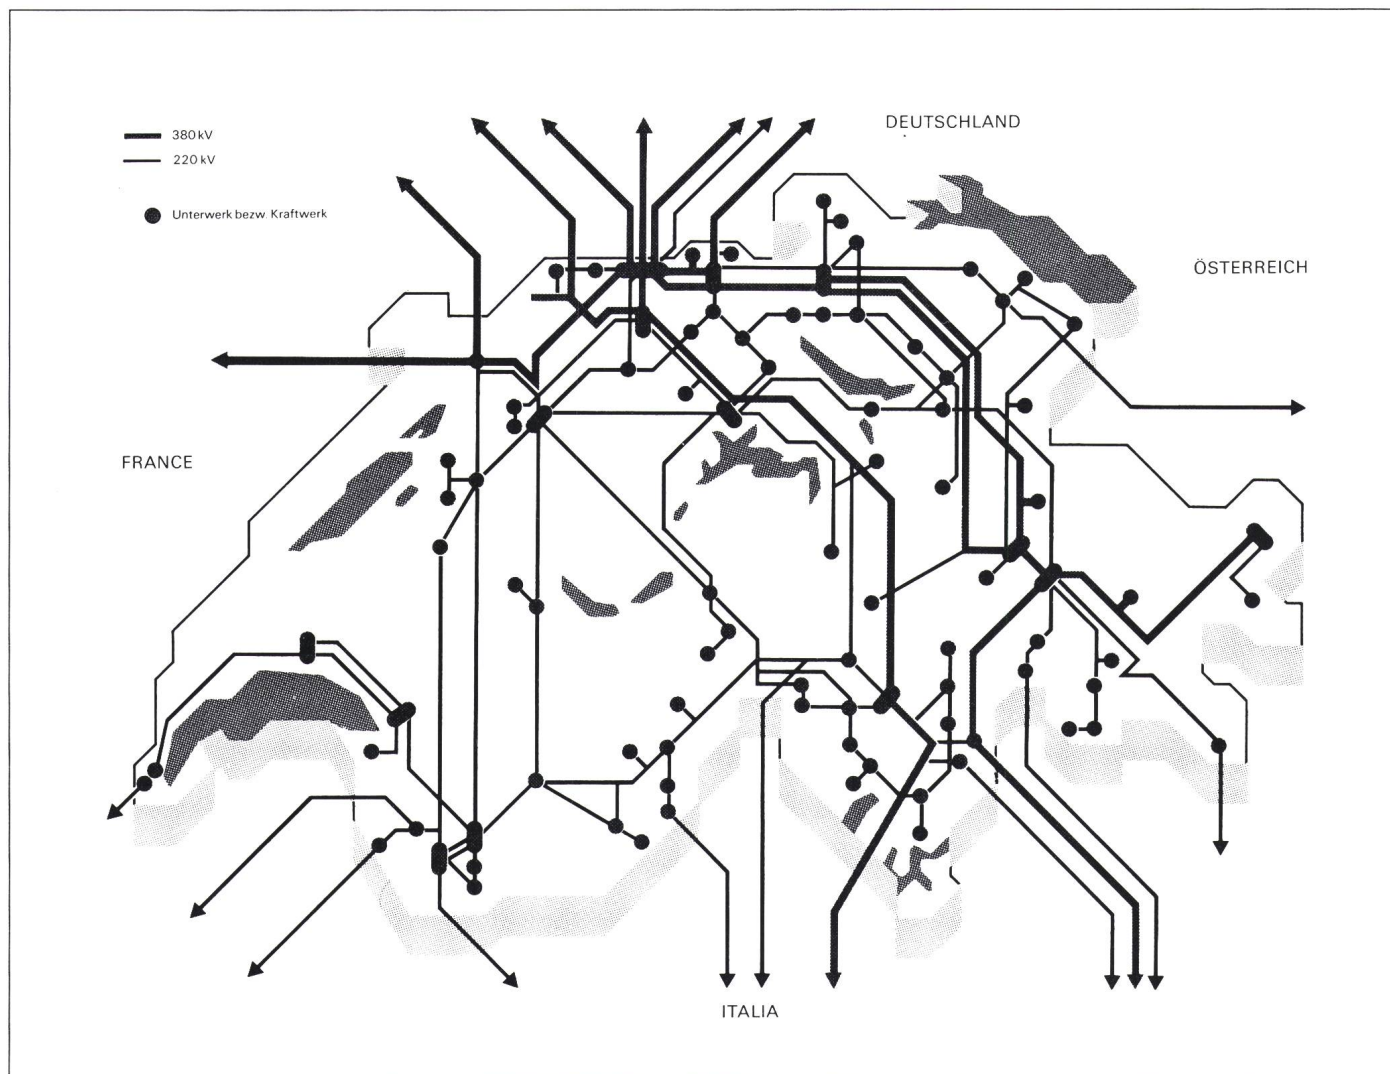 380 kV
220 kV
Unterwerk bezw. Kraftwerk
DEUTSCHLAND
ÖSTERREICH
FRANCE
ITALIA